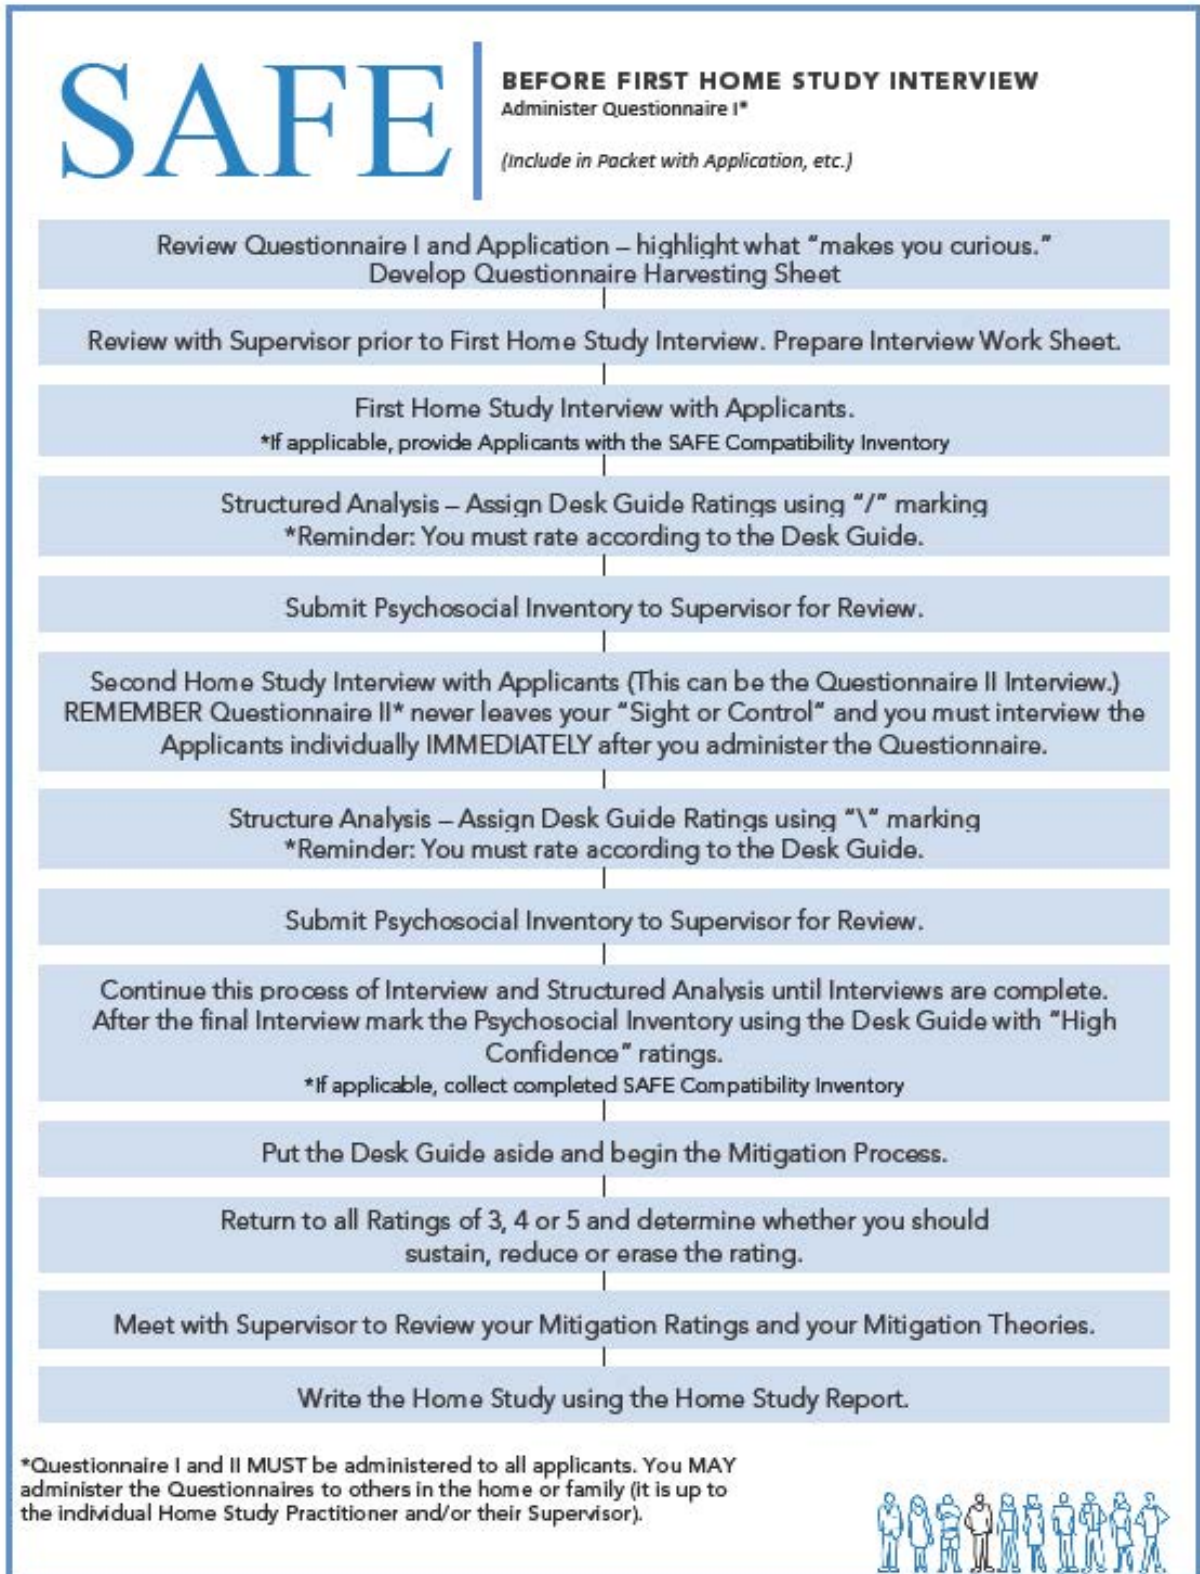 SAFE
BEFORE FIRST HOME STUDY INTERVIEW
Administer Questionnaire I*
(Include in Packet with Application, etc.)
Review Questionnaire I and Application – highlight what “makes you curious.”
Develop Questionnaire Harvesting Sheet
Review with Supervisor prior to First Home Study Interview. Prepare Interview Work Sheet.
First Home Study Interview with Applicants.
*If applicable, provide Applicants with the SAFE Compatibility Inventory
Structured Analysis – Assign Desk Guide Ratings using “/” marking
*Reminder: You must rate according to the Desk Guide.
Submit Psychosocial Inventory to Supervisor for Review.
Second Home Study Interview with Applicants (This can be the Questionnaire II Interview.)
REMEMBER Questionnaire II* never leaves your “Sight or Control” and you must interview the
Applicants individually IMMEDIATELY after you administer the Questionnaire.
Structure Analysis – Assign Desk Guide Ratings using “\” marking
*Reminder: You must rate according to the Desk Guide.
Submit Psychosocial Inventory to Supervisor for Review.
Continue this process of Interview and Structured Analysis until Interviews are complete.
After the final Interview mark the Psychosocial Inventory using the Desk Guide with “High
Confidence” ratings.
*If applicable, collect completed SAFE Compatibility Inventory
Put the Desk Guide aside and begin the Mitigation Process.
Return to all Ratings of 3, 4 or 5 and determine whether you should
sustain, reduce or erase the rating.
Meet with Supervisor to Review your Mitigation Ratings and your Mitigation Theories.
Write the Home Study using the Home Study Report.
*Questionnaire I and II MUST be administered to all applicants. You MAY
administer the Questionnaires to others in the home or family (it is up to
the individual Home Study Practitioner and/or their Supervisor).